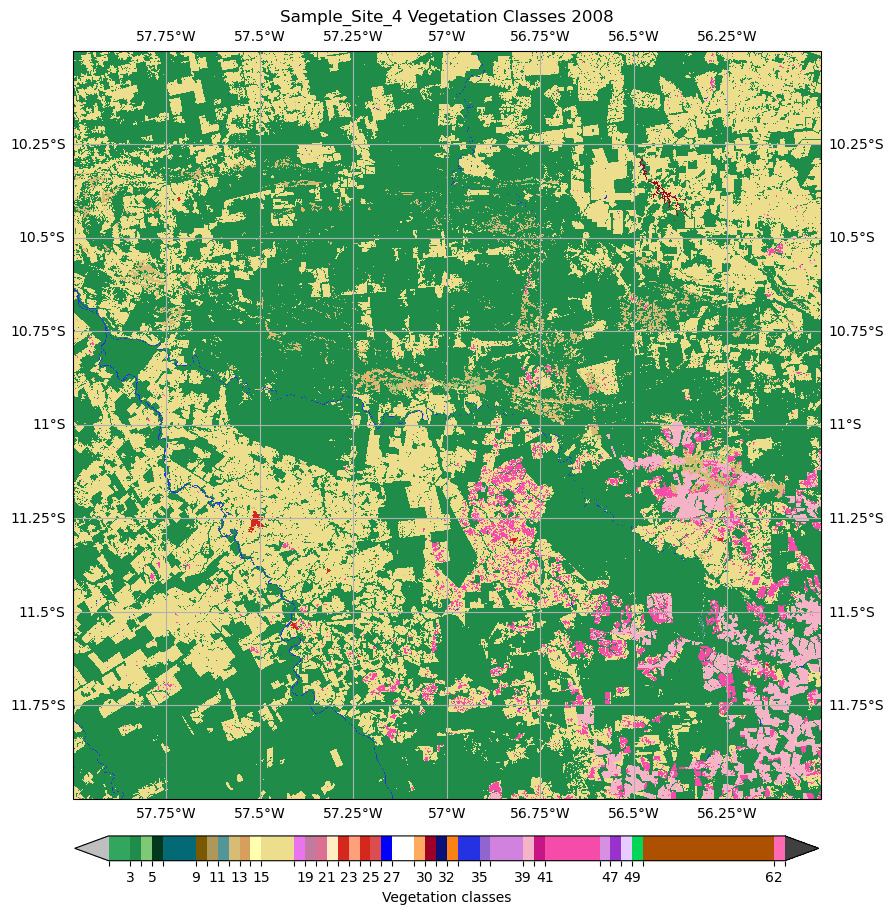 Sample_Site_4 Vegetation Classes 2008
57.75°W 57.5°W 57.25°W 57°W 56.75°W 56.5°W 56.25°W
10.25°S 10.25°S
10.5°S 10.5°S
10.75°S 10.75°S
11°S 11°S
11.25°S 11.25°S
11.5°S 11.5°S
11.75°S 11.75°S
57.75°W 57.5°W 57.25°W 57°W 56.75°W 56.5°W 56.25°W
3 5 9 11 13 15 19 21 23 25 27 30 32 35 39 41 47 49 62
Vegetation classes